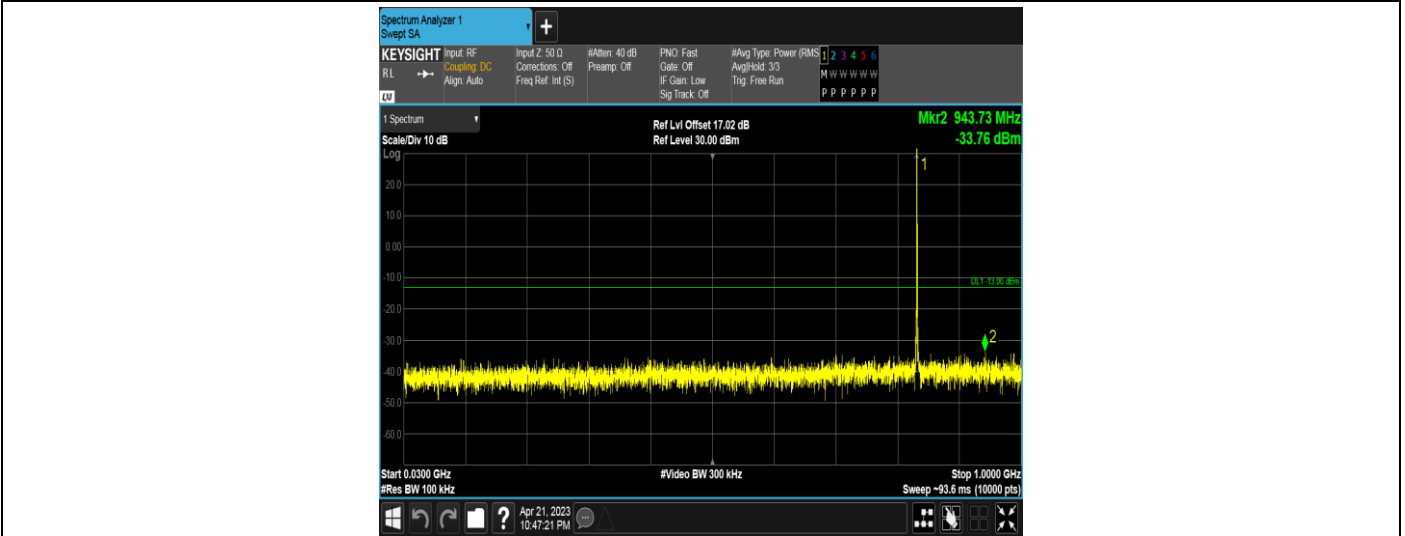 Spectrum Analyzer 1
Swept SA
+
KEYSIGHT
RL
LXI
Input: RF
Coupling: DC
Align: Auto
Input Z: 50 Ω
Corrections: Off
Freq Ref: Int (S)
#Atten: 40 dB
Preamp: Off
PNO: Fast
Gate: Off
IF Gain: Low
Sig Track: Off
#Avg Type: Power (RMS
Avg|Hold: 3/3
Trig: Free Run
1 2 3 4 5 6
M W W W W W
P P P P P P
1 Spectrum
Scale/Div 10 dB
Ref Lvl Offset 17.02 dB
Ref Level 30.00 dBm
Mkr2 943.73 MHz
-33.76 dBm
Log
1
20.0
10.0
0.00
-10.0
DL1 -13.00 dBm
-20.0
-30.0
2
-40.0
-50.0
-60.0
Start 0.0300 GHz
#Video BW 300 kHz
Stop 1.0000 GHz
#Res BW 100 kHz
Sweep ~93.6 ms (10000 pts)
?
Apr 21, 2023
10:47:21 PM